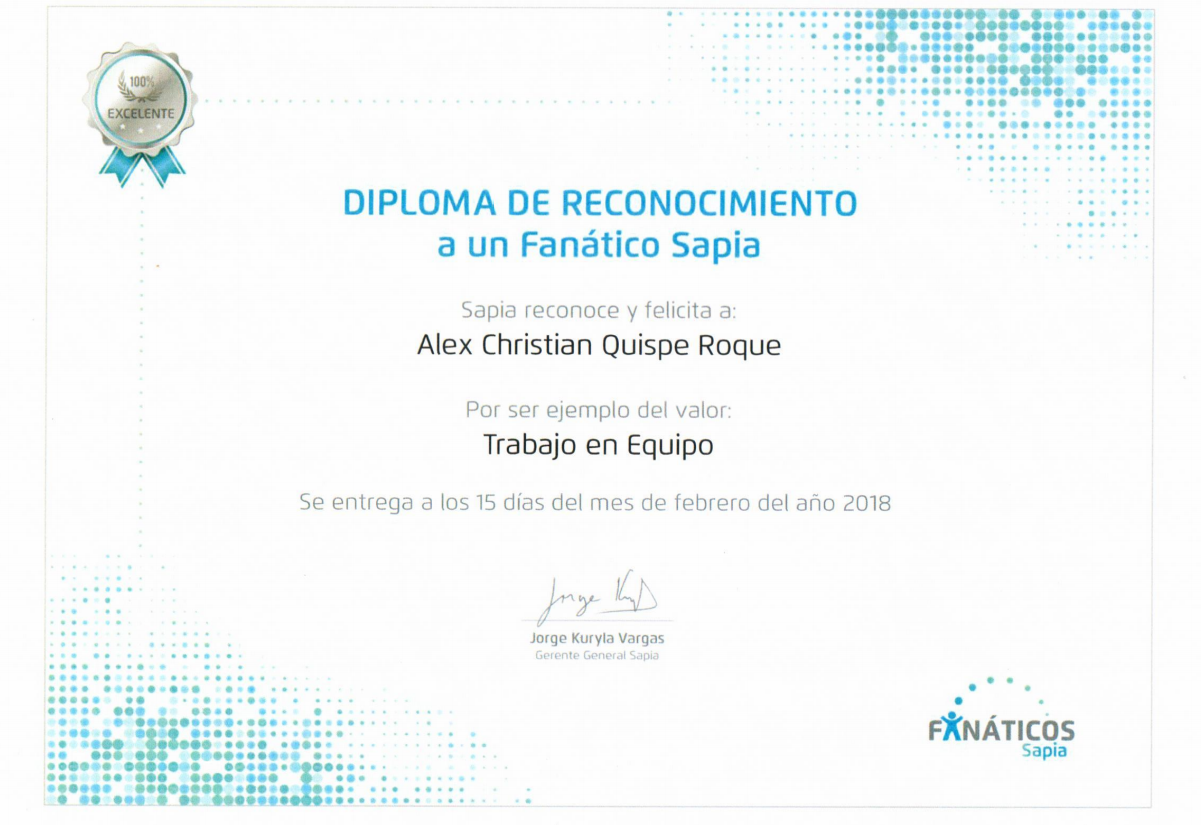 100%
EXCELENTE
DIPLOMA DE RECONOCIMIENTO
a un Fanático Sapia
Sapia reconoce y felicita a:
Alex Christian Quispe Roque
Por ser ejemplo del valor:
Trabajo en Equipo
Se entrega a los 15 días del mes de febrero del año 2018
Jorge Kuryla Vargas
Gerente General Sapia
FANÁTICOS
Sapia